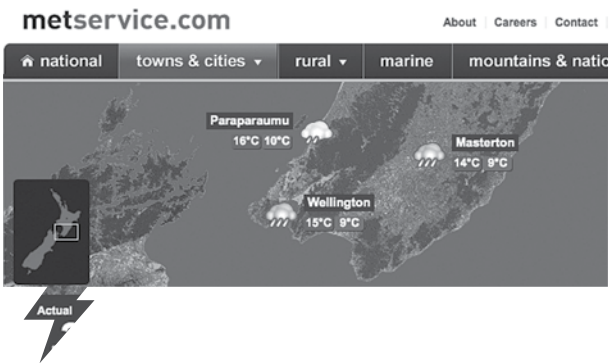 metservice.com
About Careers Contact
national towns & cities rural marine mountains & natio
Paraparaumu
16°C 10°C
Masterton
14°C 9°C
Wellington
15°C 9°C
Actual